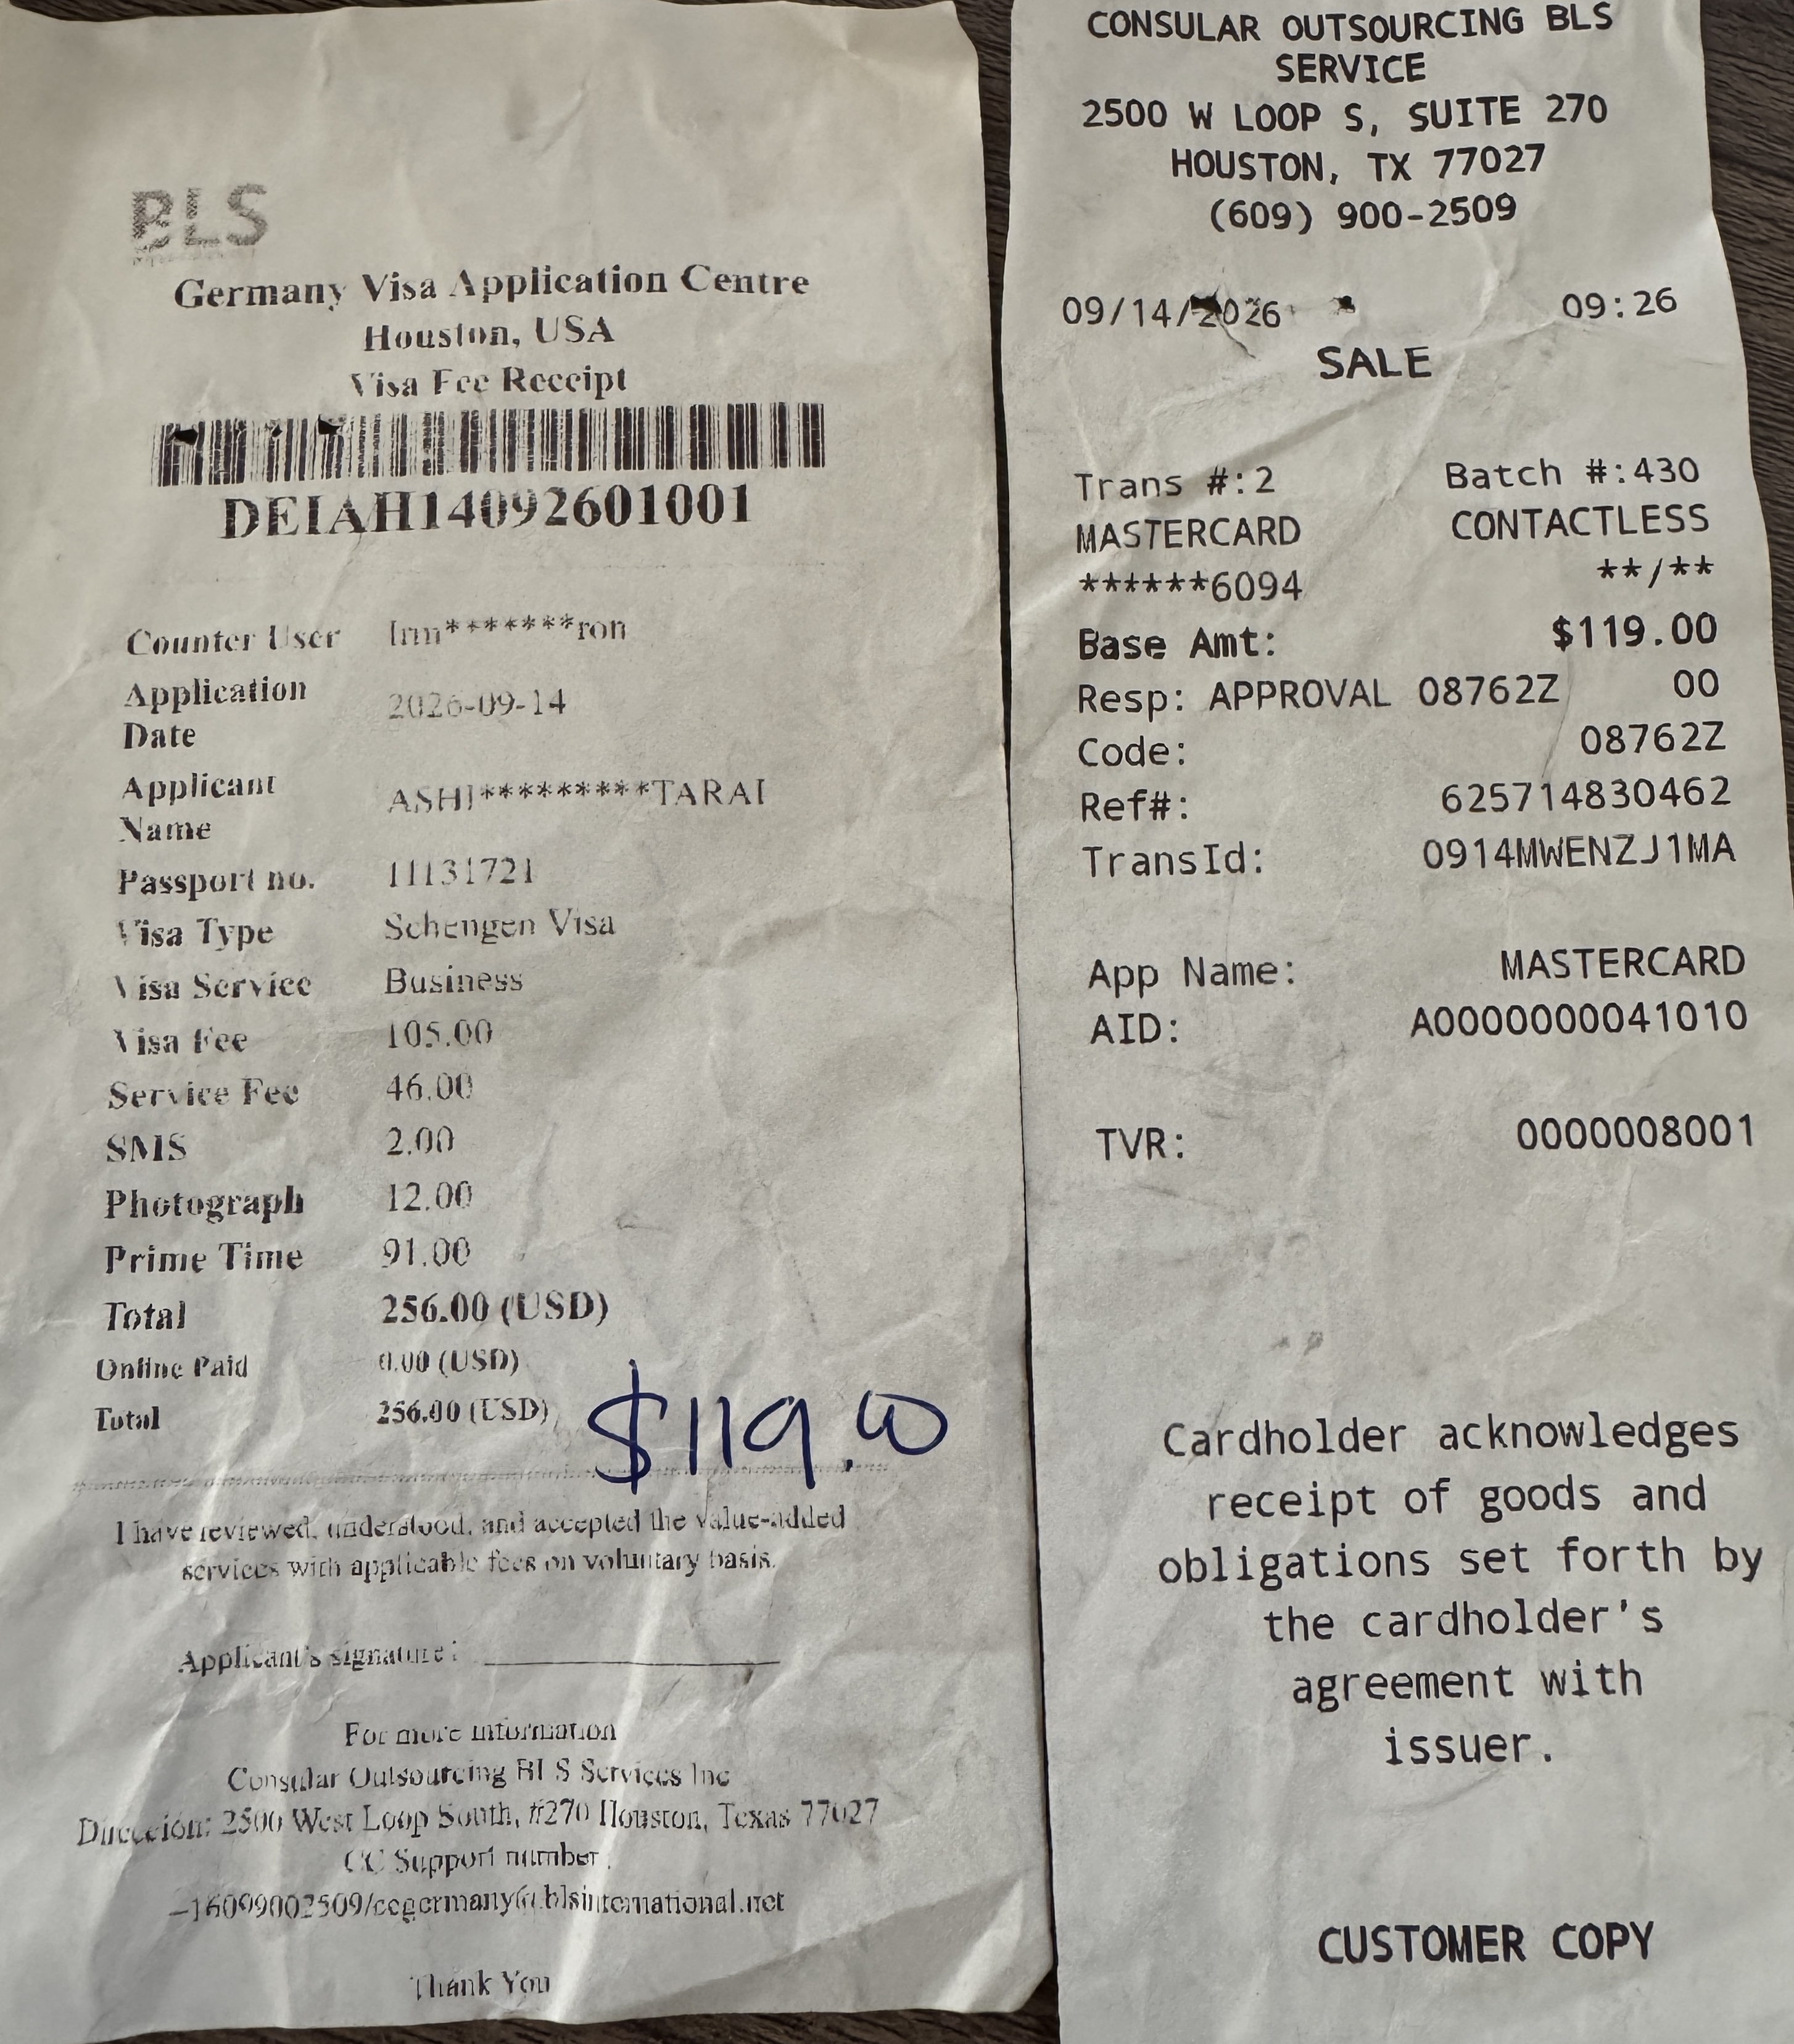 BLS
Germany Visa Application Centre
Houston, USA
Visa Fee Receipt
DEIAH14092601001
Counter User Irm*******ron
Application Date 2026-09-14
Applicant Name ASHI*********TARAI
Passport no. 11131721
Visa Type Schengen Visa
Visa Service Business
Visa Fee 105.00
Service Fee 46.00
SMS 2.00
Photograph 12.00
Prime Time 91.00
Total 256.00 (USD)
Online Paid 0.00 (USD)
Total 256.00 (USD)
$119.00
I have reviewed, understood, and accepted the value-added
services with applicable fees on voluntary basis.
Applicant's signature :
For more information
Consular Outsourcing BLS Services Inc
Direccion: 2500 West Loop South, #270 Houston, Texas 77027
CC Support number
16099002509/ccgermany@blsinternational.net
Thank You
CONSULAR OUTSOURCING BLS
SERVICE
2500 W LOOP S, SUITE 270
HOUSTON, TX 77027
(609) 900-2509
09/14/2026 09:26
SALE
Trans #:2 Batch #:430
MASTERCARD CONTACTLESS
******6094 **/**
Base Amt: $119.00
Resp: APPROVAL 08762Z 00
Code: 08762Z
Ref#: 625714830462
TransId: 0914MWENZJ1MA
App Name: MASTERCARD
AID: A0000000041010
TVR: 0000008001
Cardholder acknowledges
receipt of goods and
obligations set forth by
the cardholder's
agreement with
issuer.
CUSTOMER COPY